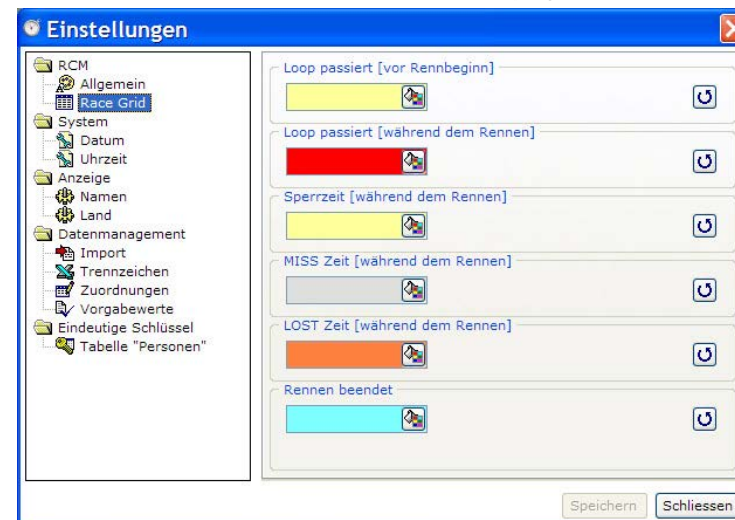 Einstellungen
RCM
Allgemein
Race Grid
System
Datum
Uhrzeit
Anzeige
Namen
Land
Datenmanagement
Import
Trennzeichen
Zuordnungen
Vorgabewerte
Eindeutige Schlüssel
Tabelle "Personen"
Loop passiert [vor Rennbeginn]
Loop passiert [während dem Rennen]
Sperrzeit [während dem Rennen]
MISS Zeit [während dem Rennen]
LOST Zeit [während dem Rennen]
Rennen beendet
Speichern
Schliessen